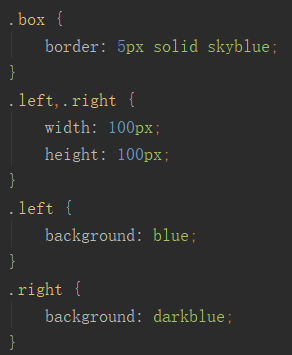 .box {
    border: 5px solid skyblue;
}
.left,.right {
    width: 100px;
    height: 100px;
}
.left {
    background: blue;
}
.right {
    background: darkblue;
}